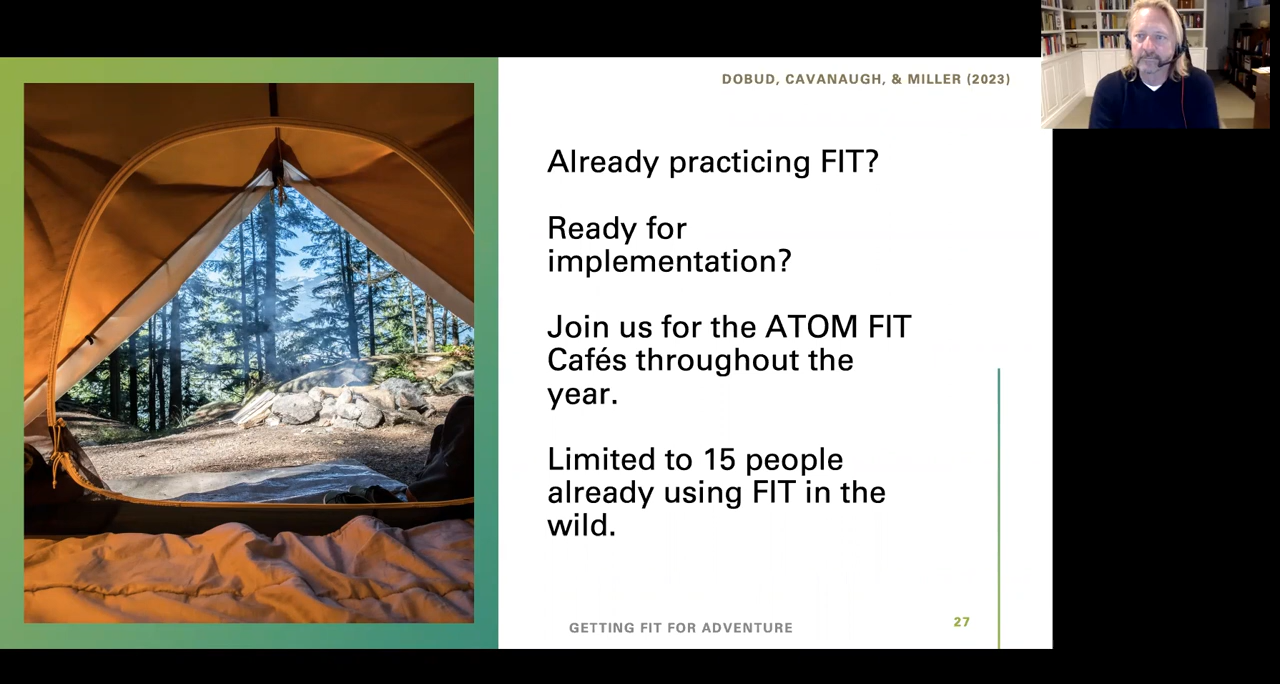 DOBUD, CAVANAUGH, & MILLER (2023)
Already practicing FIT?
Ready for
implementation?
Join us for the ATOM FIT
Cafés throughout the
year.
Limited to 15 people
already using FIT in the
wild.
GETTING FIT FOR ADVENTURE
27